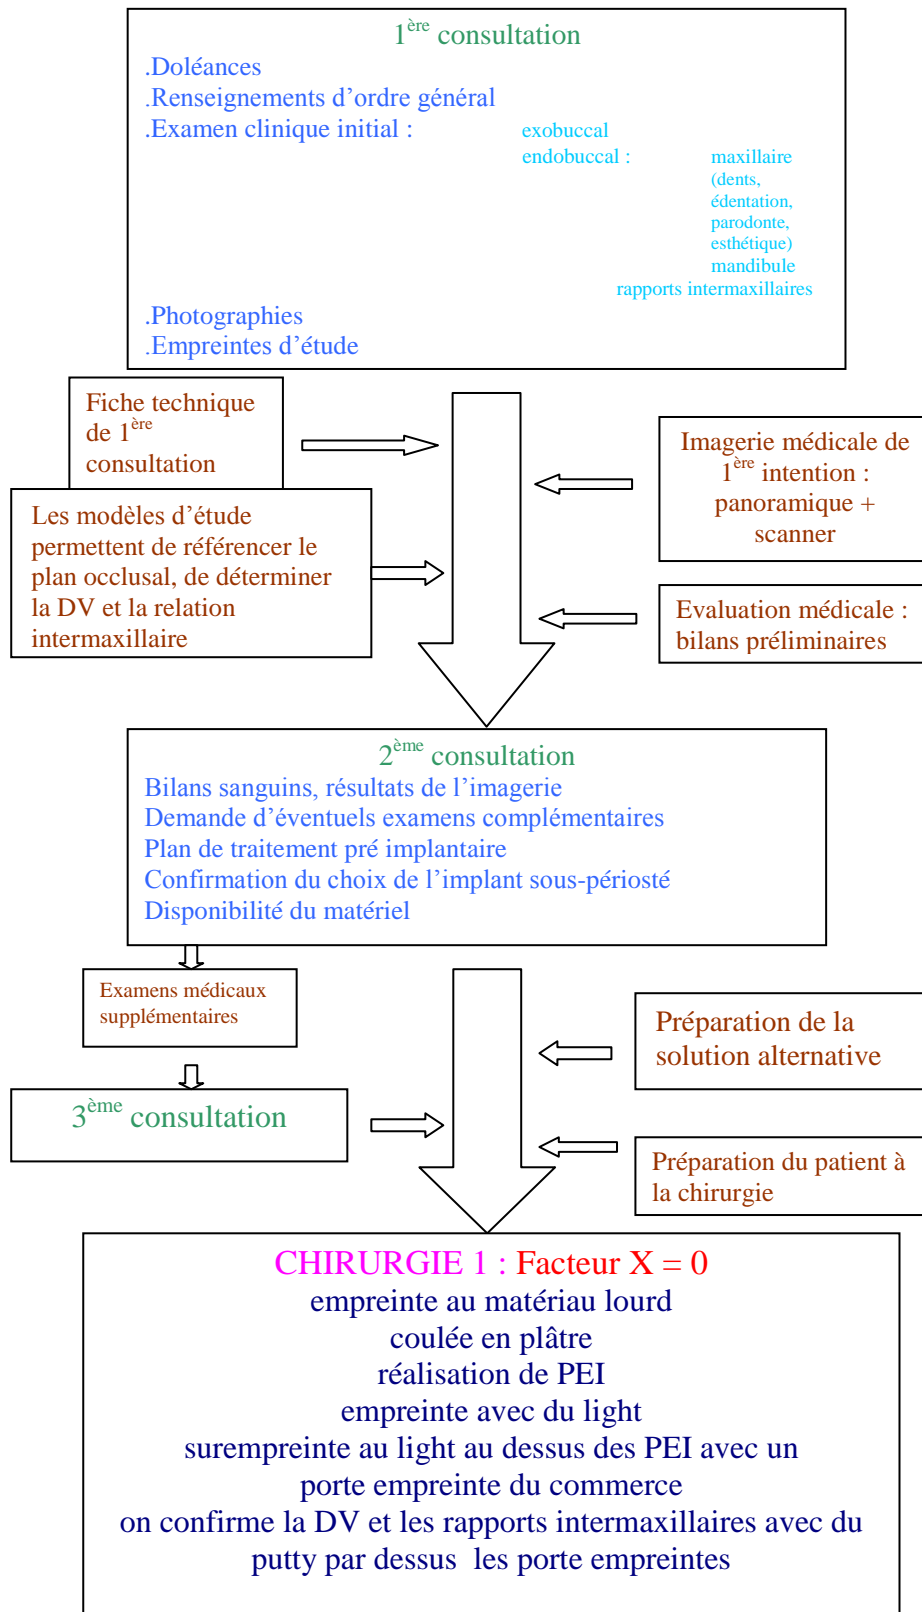 1ère consultation
.Doléances
.Renseignements d’ordre général
.Examen clinique initial : exobuccal
endobuccal : maxillaire
(dents,
édentation,
parodonte,
esthétique)
mandibule
rapports intermaxillaires
.Photographies
.Empreintes d’étude
Fiche technique
de 1ère
consultation
Imagerie médicale de
1ère intention :
panoramique +
scanner
Les modèles d’étude
permettent de référencer le
plan occlusal, de déterminer
la DV et la relation
intermaxillaire
Evaluation médicale :
bilans préliminaires
2ème consultation
Bilans sanguins, résultats de l’imagerie
Demande d’éventuels examens complémentaires
Plan de traitement pré implantaire
Confirmation du choix de l’implant sous-périosté
Disponibilité du matériel
Examens médicaux
supplémentaires
Préparation de la
solution alternative
3ème consultation
Préparation du patient à
la chirurgie
CHIRURGIE 1 : Facteur X = 0
empreinte au matériau lourd
coulée en plâtre
réalisation de PEI
empreinte avec du light
surempreinte au light au dessus des PEI avec un
porte empreinte du commerce
on confirme la DV et les rapports intermaxillaires avec du
putty par dessus les porte empreintes